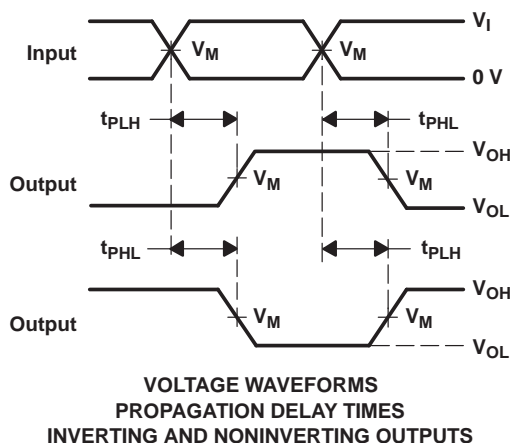 V_I
Input V_M V_M
0 V
t_PLH t_PHL
V_OH
Output V_M V_M
V_OL
t_PHL t_PLH
V_OH
Output V_M V_M
V_OL
VOLTAGE WAVEFORMS
PROPAGATION DELAY TIMES
INVERTING AND NONINVERTING OUTPUTS